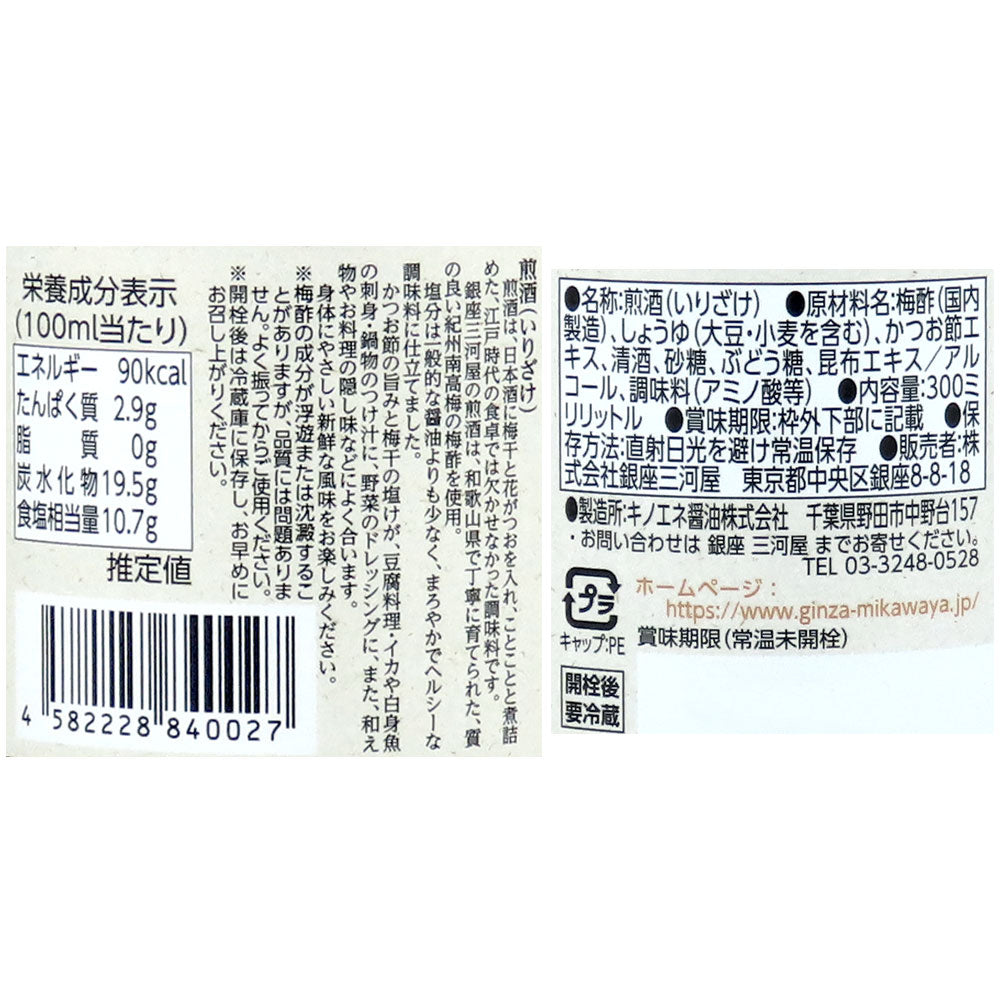 煎酒(いりざけ)
煎酒は、日本酒に梅干と花がつおを入れ、ことことと煮詰
めた、江戸時代の食卓では欠かせなかった調味料です。
銀座三河屋の煎酒は、和歌山県で丁寧に育てられた、質
の良い紀州南高梅の梅酢を使用。
塩分は一般的な醤油よりも少なく、まろやかでヘルシーな
調味料に仕立てました。
かつお節の旨みと梅干の塩けが、豆腐料理・イカや白身魚
の刺身、鍋物のつけ汁に、野菜のドレッシングに、また、和え
物やお料理の隠し味などによく合います。
身体にやさしい新鮮な風味をお楽しみください。
※梅酢の成分が浮遊または沈澱するこ
とがありますが、品質には問題ありま
せん。よく振ってからご使用ください。
※開栓後は冷蔵庫に保存し、お早めに
お召し上がりください。
栄養成分表示
(100ml当たり)
エネルギー 90kcal
たんぱく質 2.9g
脂質 0g
炭水化物 19.5g
食塩相当量 10.7g
推定値
4 582228 840027
●名称:煎酒(いりざけ) ●原材料名:梅酢(国内
製造)、しょうゆ(大豆・小麦を含む)、かつお節エ
キス、清酒、砂糖、ぶどう糖、昆布エキス/アル
コール、調味料(アミノ酸等) ●内容量:300ミ
リリットル ●賞味期限:枠外下部に記載 ●保
存方法:直射日光を避け常温保存 ●販売者:株
式会社銀座三河屋 東京都中央区銀座8-8-18
●製造所:キノエネ醤油株式会社 千葉県野田市中野台157
・お問い合わせは 銀座 三河屋 までお寄せください。
TEL 03-3248-0528
プラ
キャップ:PE
ホームページ:
https://www.ginza-mikawaya.jp/
賞味期限(常温未開栓)
開栓後
要冷蔵